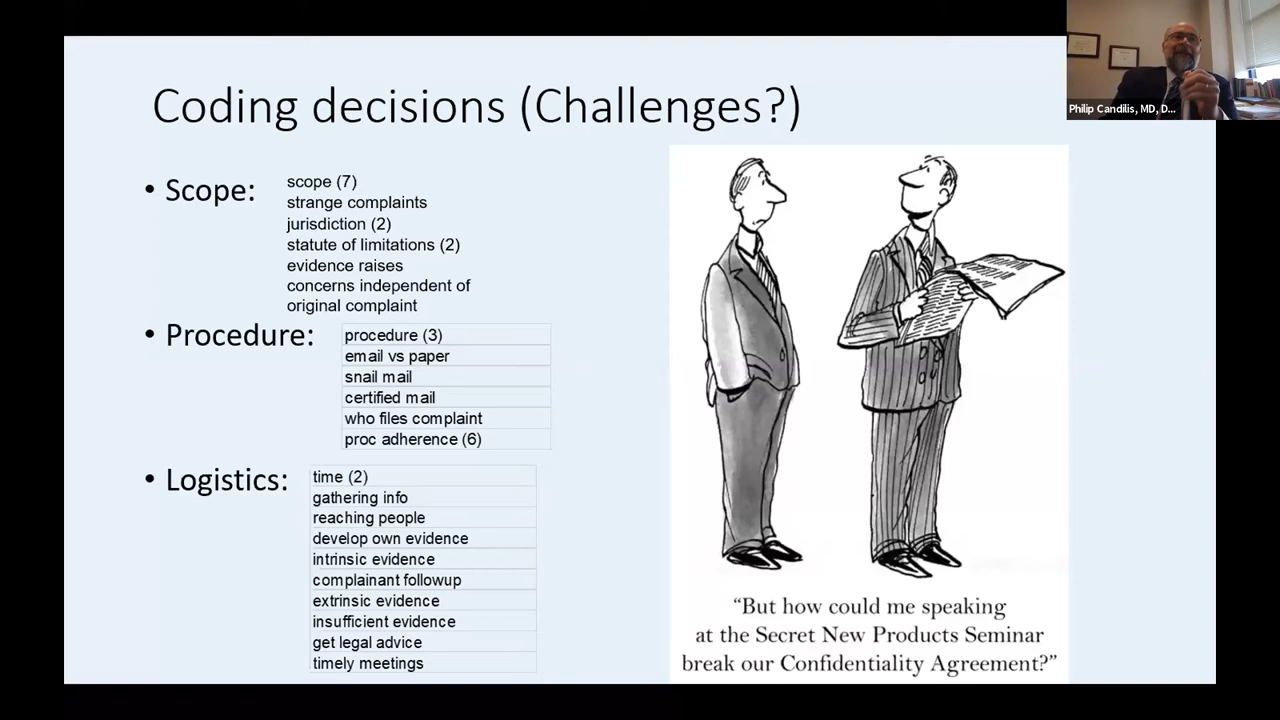 Coding decisions (Challenges?)
Philip Candilis, MD, D...
• Scope:
scope (7)
strange complaints
jurisdiction (2)
statute of limitations (2)
evidence raises
concerns independent of
original complaint
• Procedure:
procedure (3)
email vs paper
snail mail
certified mail
who files complaint
proc adherence (6)
• Logistics:
time (2)
gathering info
reaching people
develop own evidence
intrinsic evidence
complainant followup
extrinsic evidence
insufficient evidence
get legal advice
timely meetings
“But how could me speaking
at the Secret New Products Seminar
break our Confidentiality Agreement?”